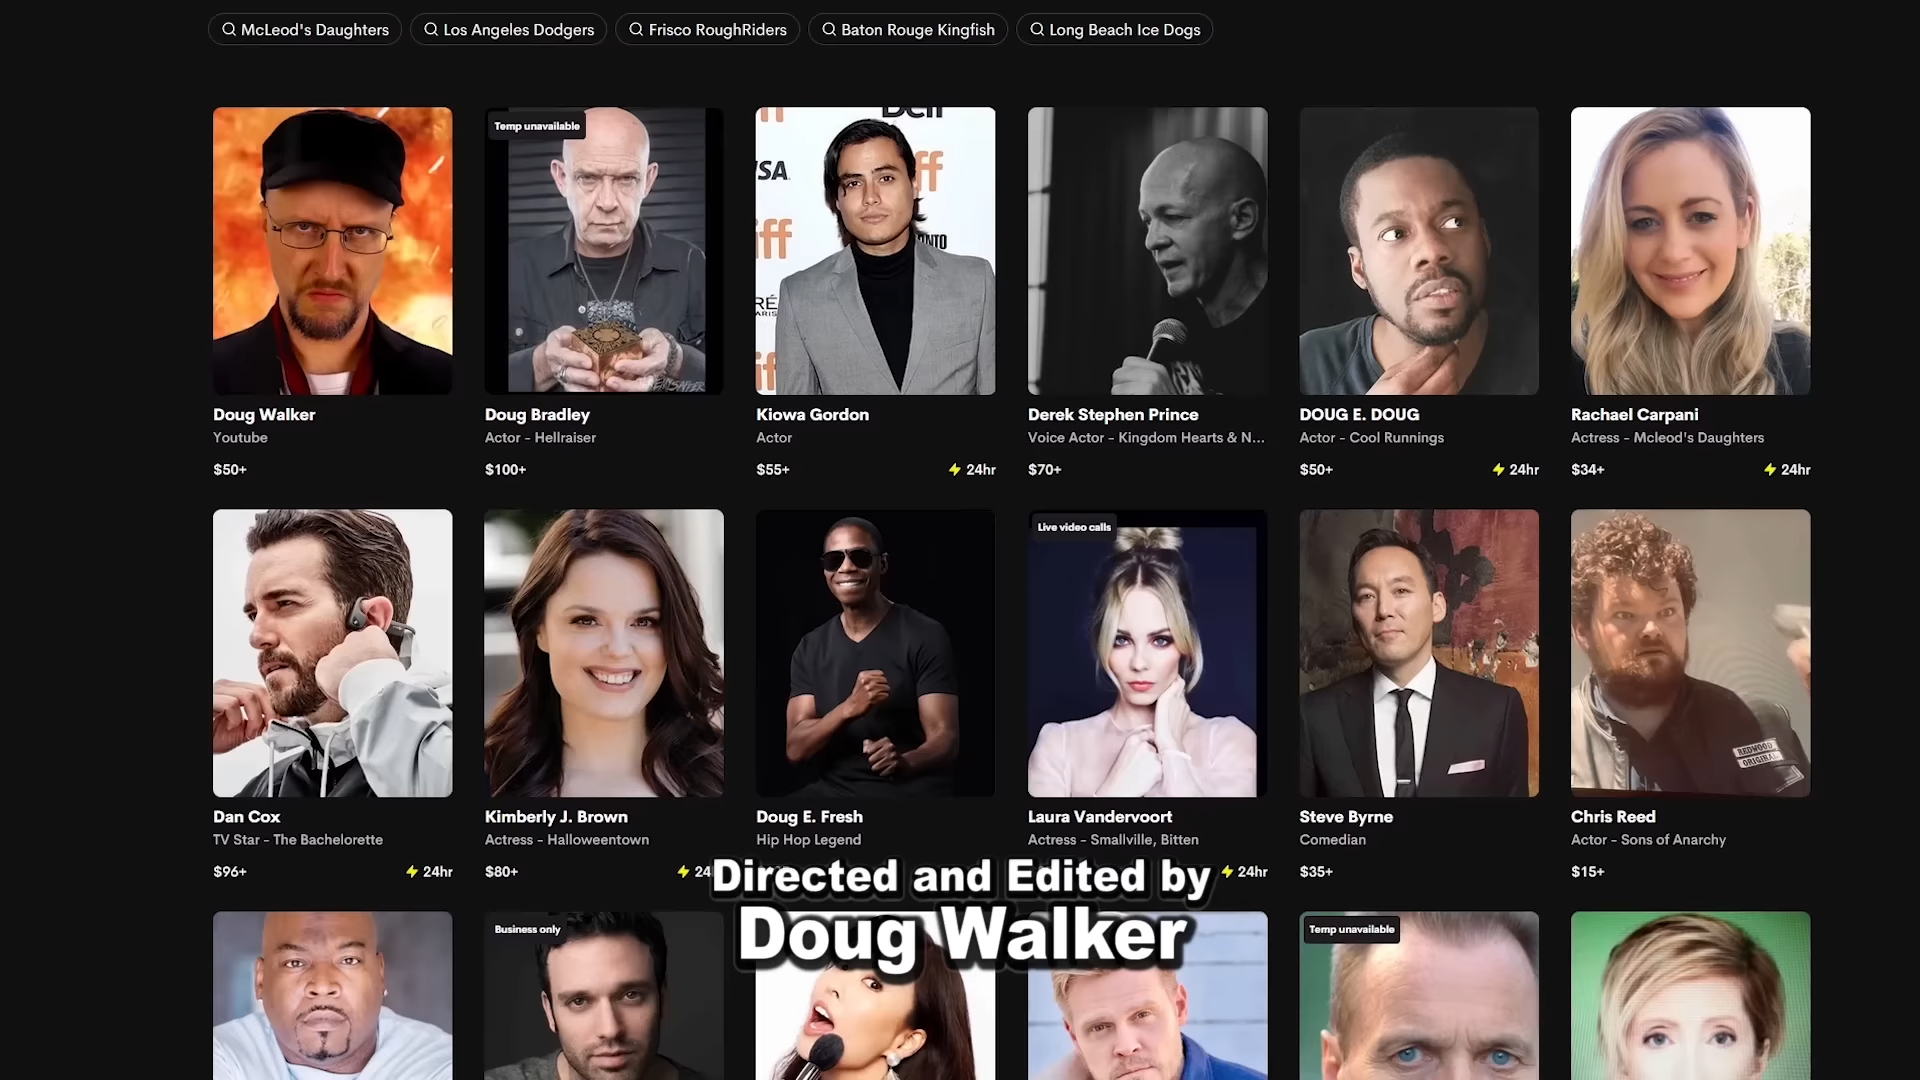 McLeod's Daughters
Los Angeles Dodgers
Frisco RoughRiders
Baton Rouge Kingfish
Long Beach Ice Dogs
Temp unavailable
Doug Walker
Youtube
$50+
Doug Bradley
Actor - Hellraiser
$100+
Kiowa Gordon
Actor
$55+
24hr
Derek Stephen Prince
Voice Actor - Kingdom Hearts & N...
$70+
DOUG E. DOUG
Actor - Cool Runnings
$50+
24hr
Rachael Carpani
Actress - Mcleod's Daughters
$34+
24hr
Live video calls
REDWOOD
ORIGINAL
Dan Cox
TV Star - The Bachelorette
$96+
24hr
Kimberly J. Brown
Actress - Halloweentown
$80+
Doug E. Fresh
Hip Hop Legend
Laura Vandervoort
Actress - Smallville, Bitten
24hr
Steve Byrne
Comedian
$35+
Chris Reed
Actor - Sons of Anarchy
$15+
Directed and Edited by
Doug Walker
Business only
Temp unavailable